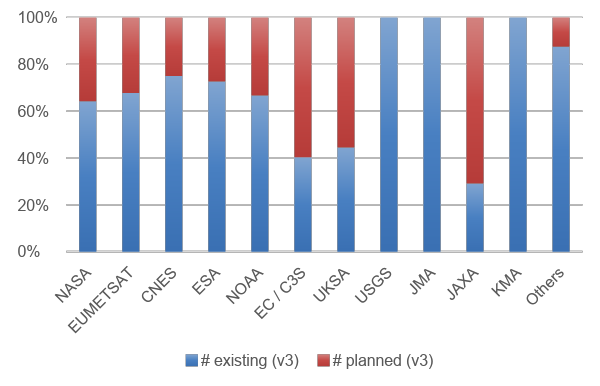 100%
80%
60%
40%
20%
0%
NASA
EUMETSAT
CNES
ESA
NOAA
EC / C3S
UKSA
USGS
JMA
JAXA
KMA
Others
# existing (v3)
# planned (v3)